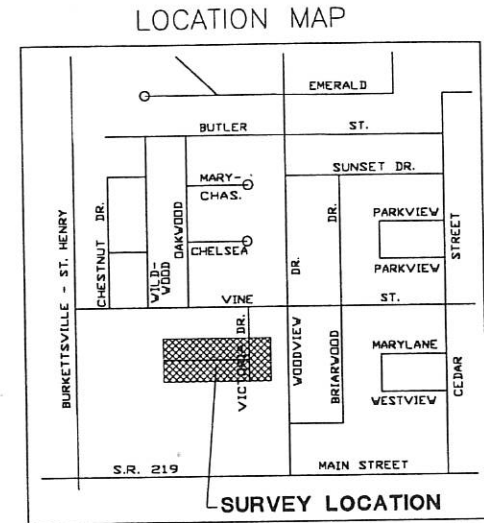 LOCATION MAP
EMERALD
BUTLER ST.
SUNSET DR.
MARY-
CHAS.
CHESTNUT DR.
WILD-
WOOD
OAKWOOD
CHELSEA
DR.
DR.
PARKVIEW
PARKVIEW
STREET
BURKETTSVILLE - ST. HENRY
VINE ST.
VICTORIA DR.
WOODVIEW
BRIARWOOD
MARYLANE
WESTVIEW
CEDAR
S.R. 219
MAIN STREET
SURVEY LOCATION